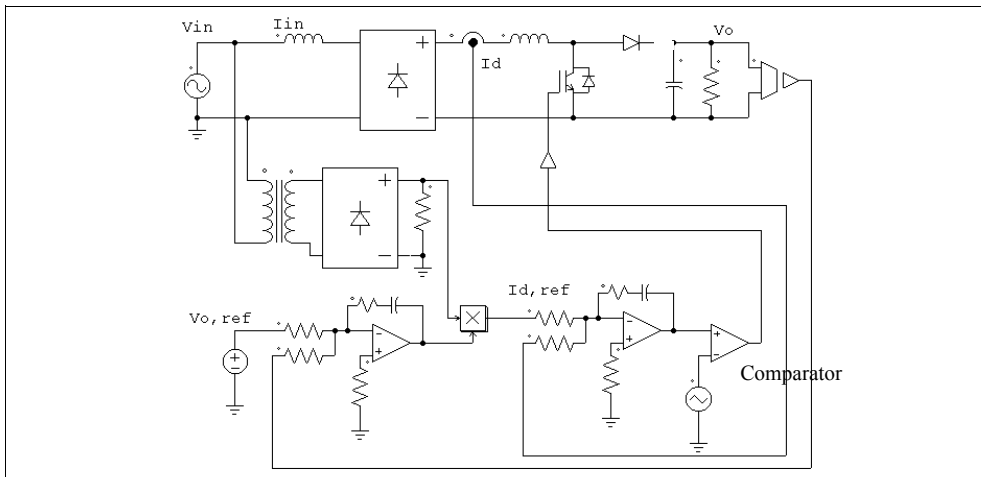 Vin
Iin
Id
Vo
Id,ref
Vo,ref
Comparator